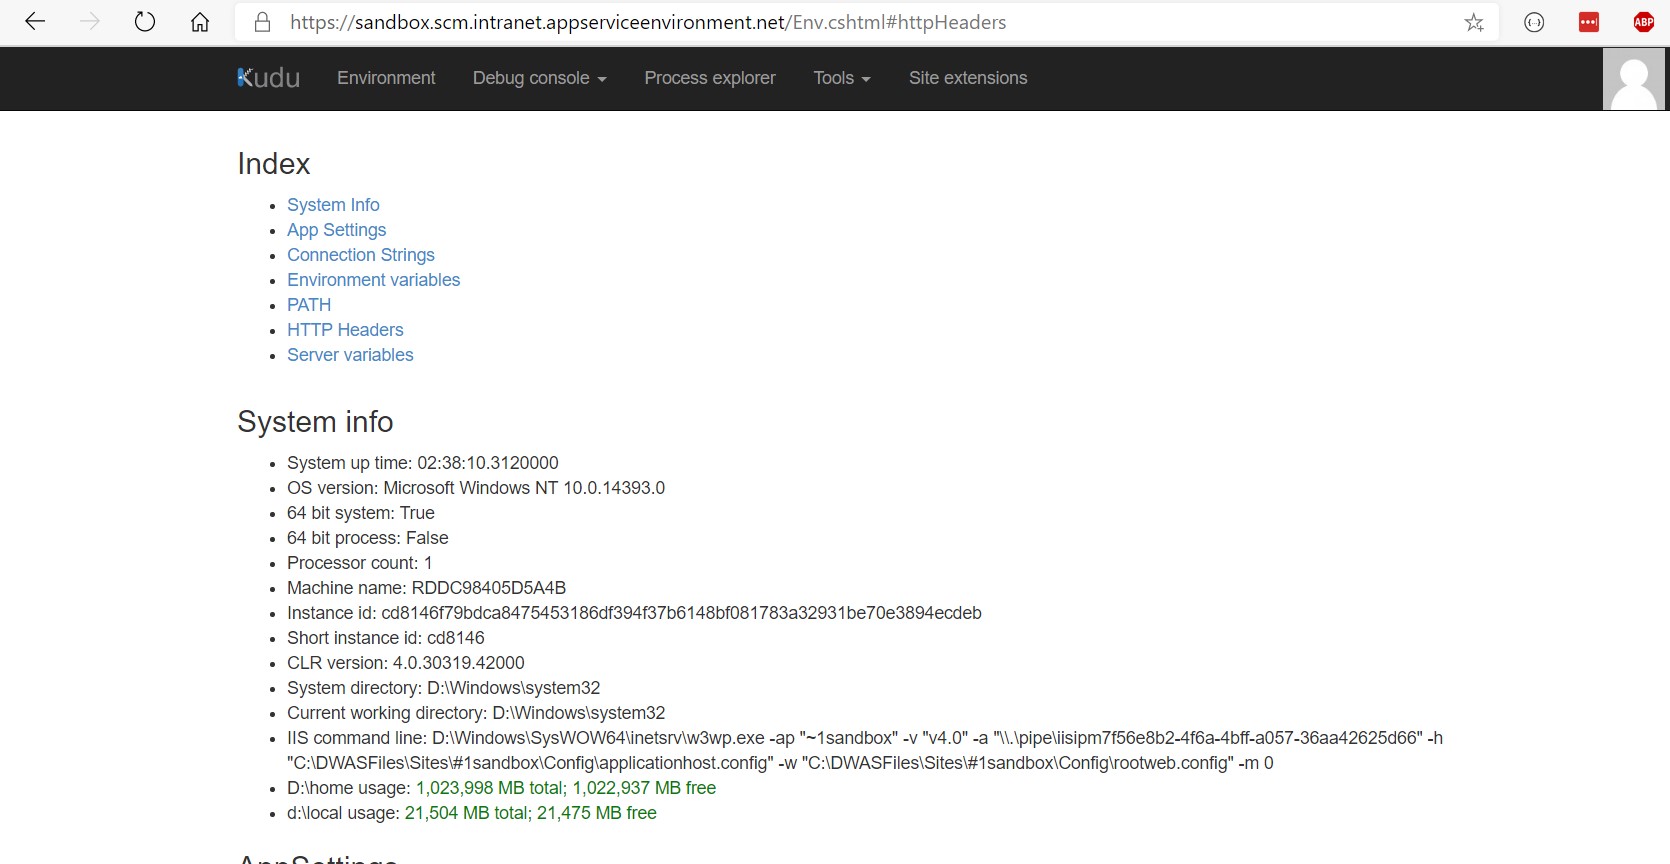 https://sandbox.scm.intranet.appserviceenvironment.net/Env.cshtml#httpHeaders
ABP
Kudu Environment Debug console Process explorer Tools Site extensions
Index
System Info
App Settings
Connection Strings
Environment variables
PATH
HTTP Headers
Server variables
System info
System up time: 02:38:10.3120000
OS version: Microsoft Windows NT 10.0.14393.0
64 bit system: True
64 bit process: False
Processor count: 1
Machine name: RDDC98405D5A4B
Instance id: cd8146f79bdca8475453186df394f37b6148bf081783a32931be70e3894ecdeb
Short instance id: cd8146
CLR version: 4.0.30319.42000
System directory: D:\Windows\system32
Current working directory: D:\Windows\system32
IIS command line: D:\Windows\SysWOW64\inetsrv\w3wp.exe -ap "~1sandbox" -v "v4.0" -a "\\.\pipe\iisipm7f56e8b2-4f6a-4bff-a057-36aa42625d66" -h
"C:\DWASFiles\Sites\#1sandbox\Config\applicationhost.config" -w "C:\DWASFiles\Sites\#1sandbox\Config\rootweb.config" -m 0
D:\home usage: 1,023,998 MB total; 1,022,937 MB free
d:\local usage: 21,504 MB total; 21,475 MB free
AppSettings